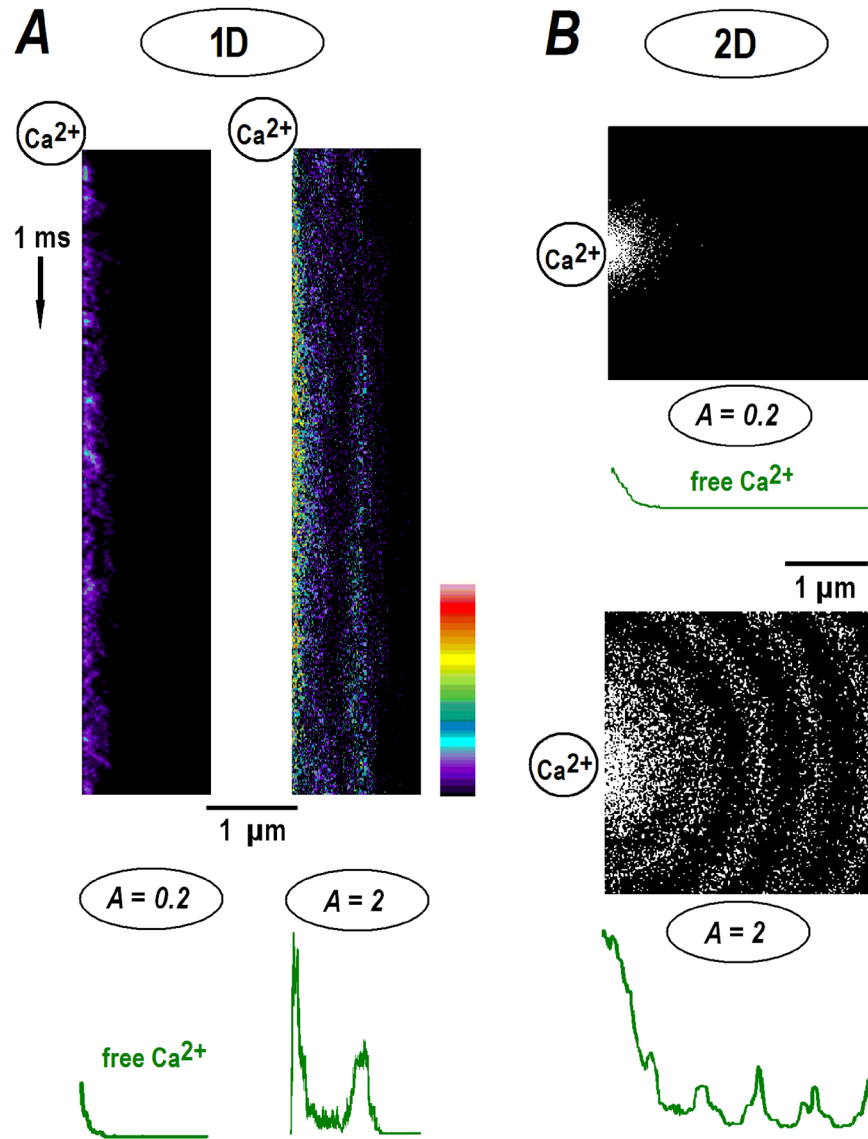 A
1D
Ca2+
Ca2+
1 ms
1 µm
A = 0.2
A = 2
free Ca2+
B
2D
Ca2+
A = 0.2
free Ca2+
1 µm
Ca2+
A = 2